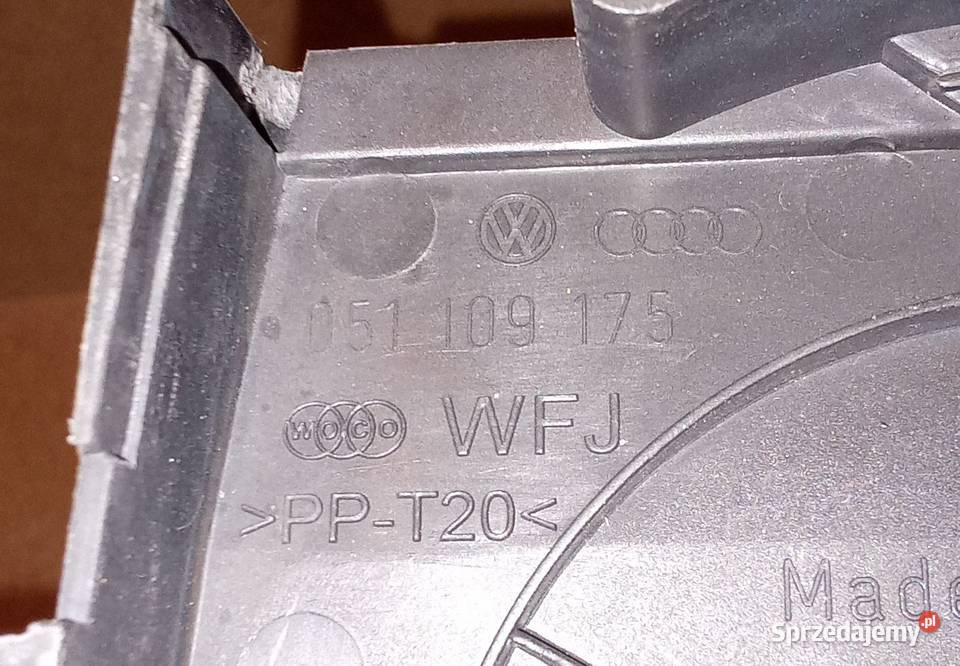 051 109 175
WOCO WFJ
>PP-T20<
Made
Sprzedajemy.pl